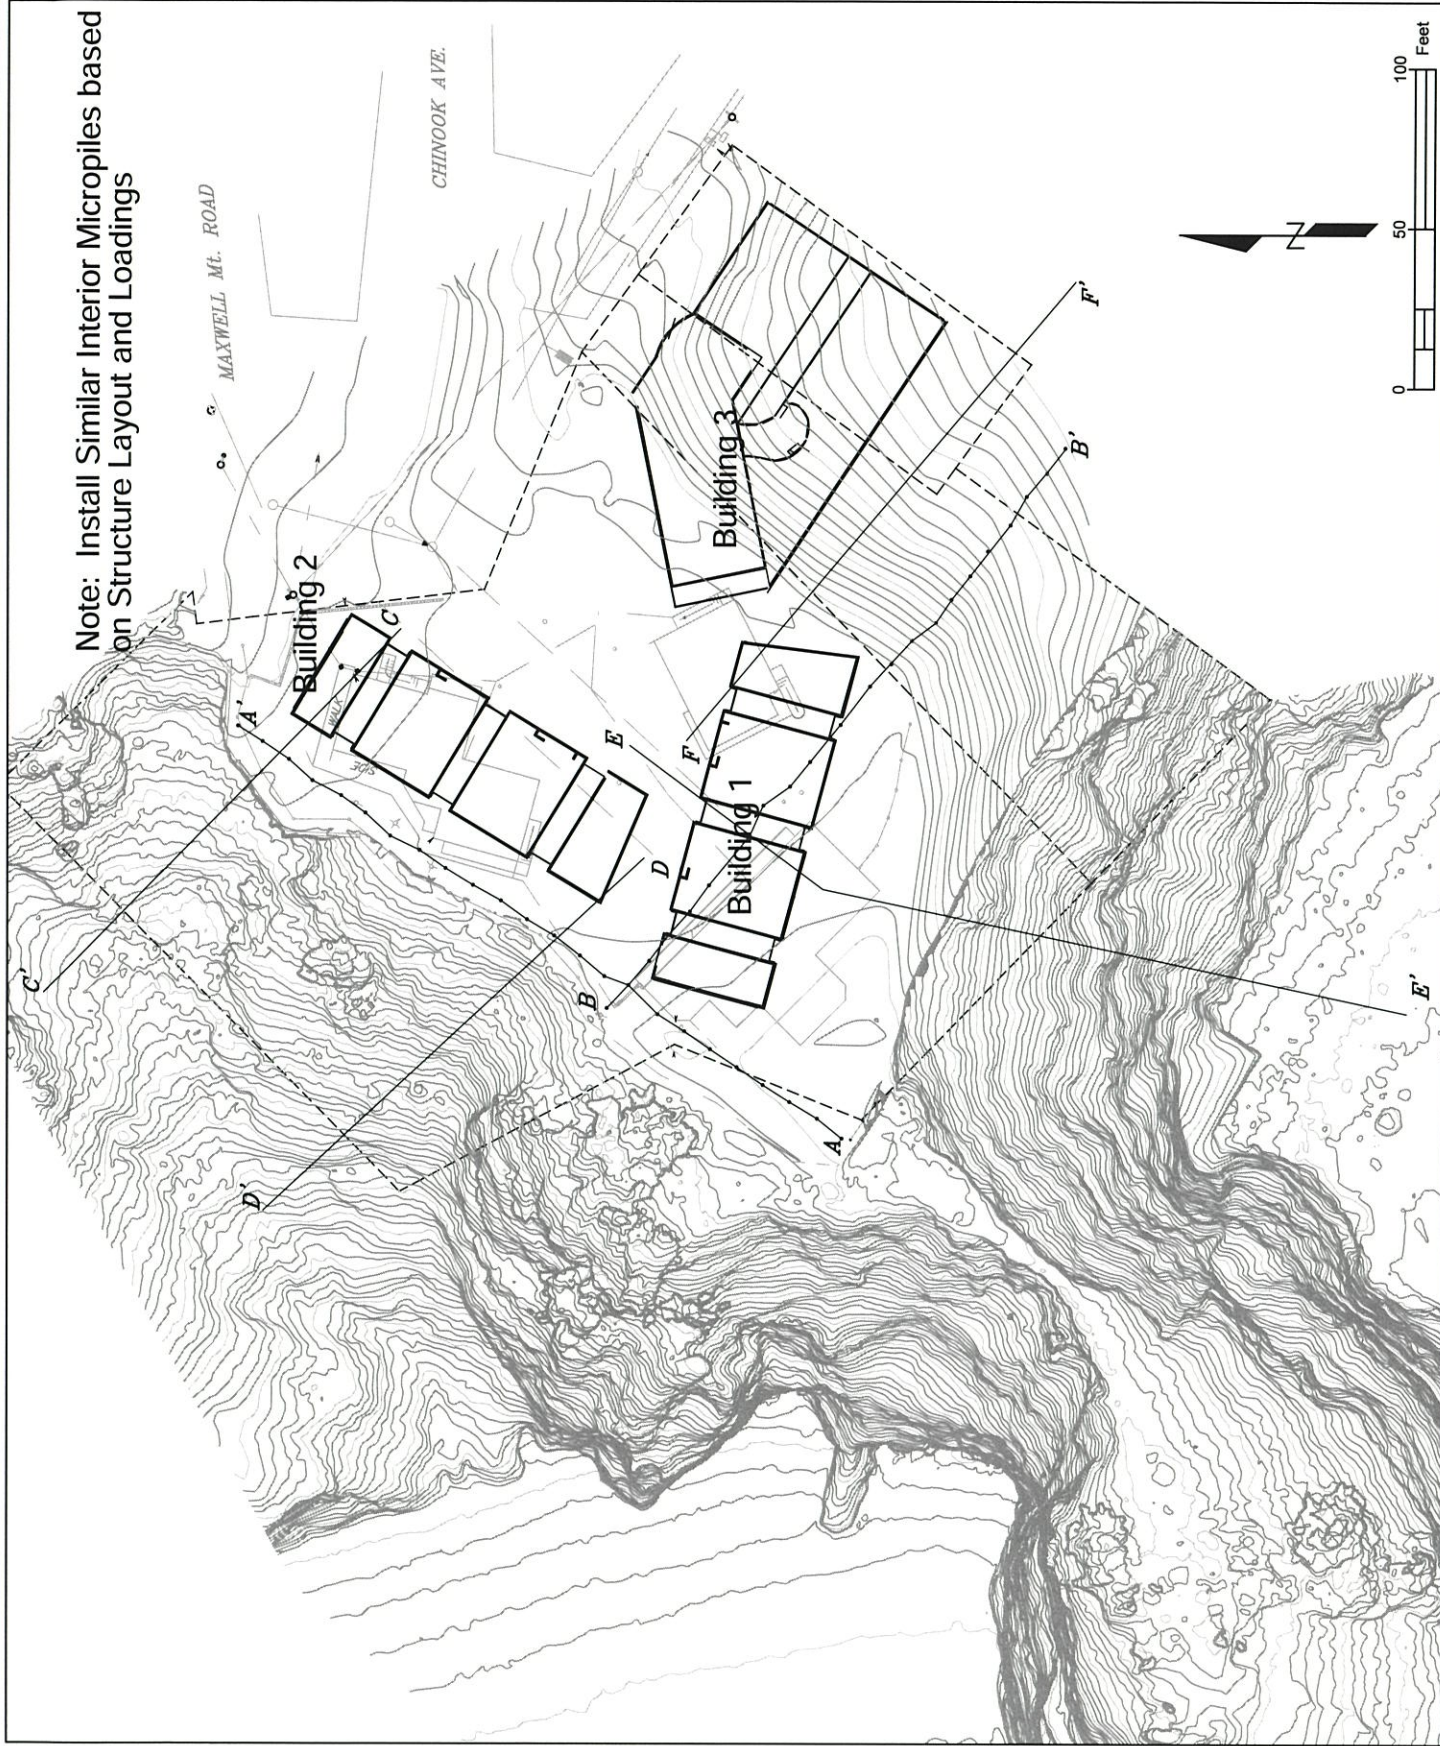 Note: Install Similar Interior Micropiles based
on Structure Layout and Loadings
MAXWELL Mt. ROAD
CHINOOK AVE.
Building 2
C
A'
WALK
SIDE
C'
E
F
D
Building 1
Building 3
B
D'
A
F'
B'
E'
N
0
50
100
Feet